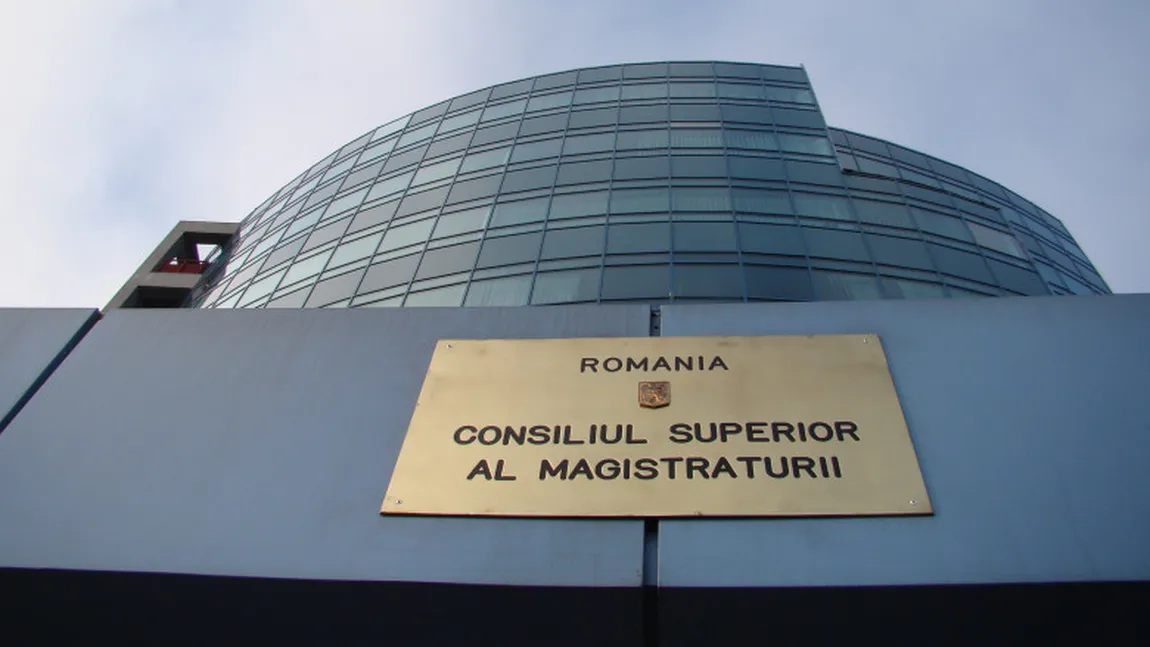 ROMANIA
CONSILIUL SUPERIOR
AL MAGISTRATURII